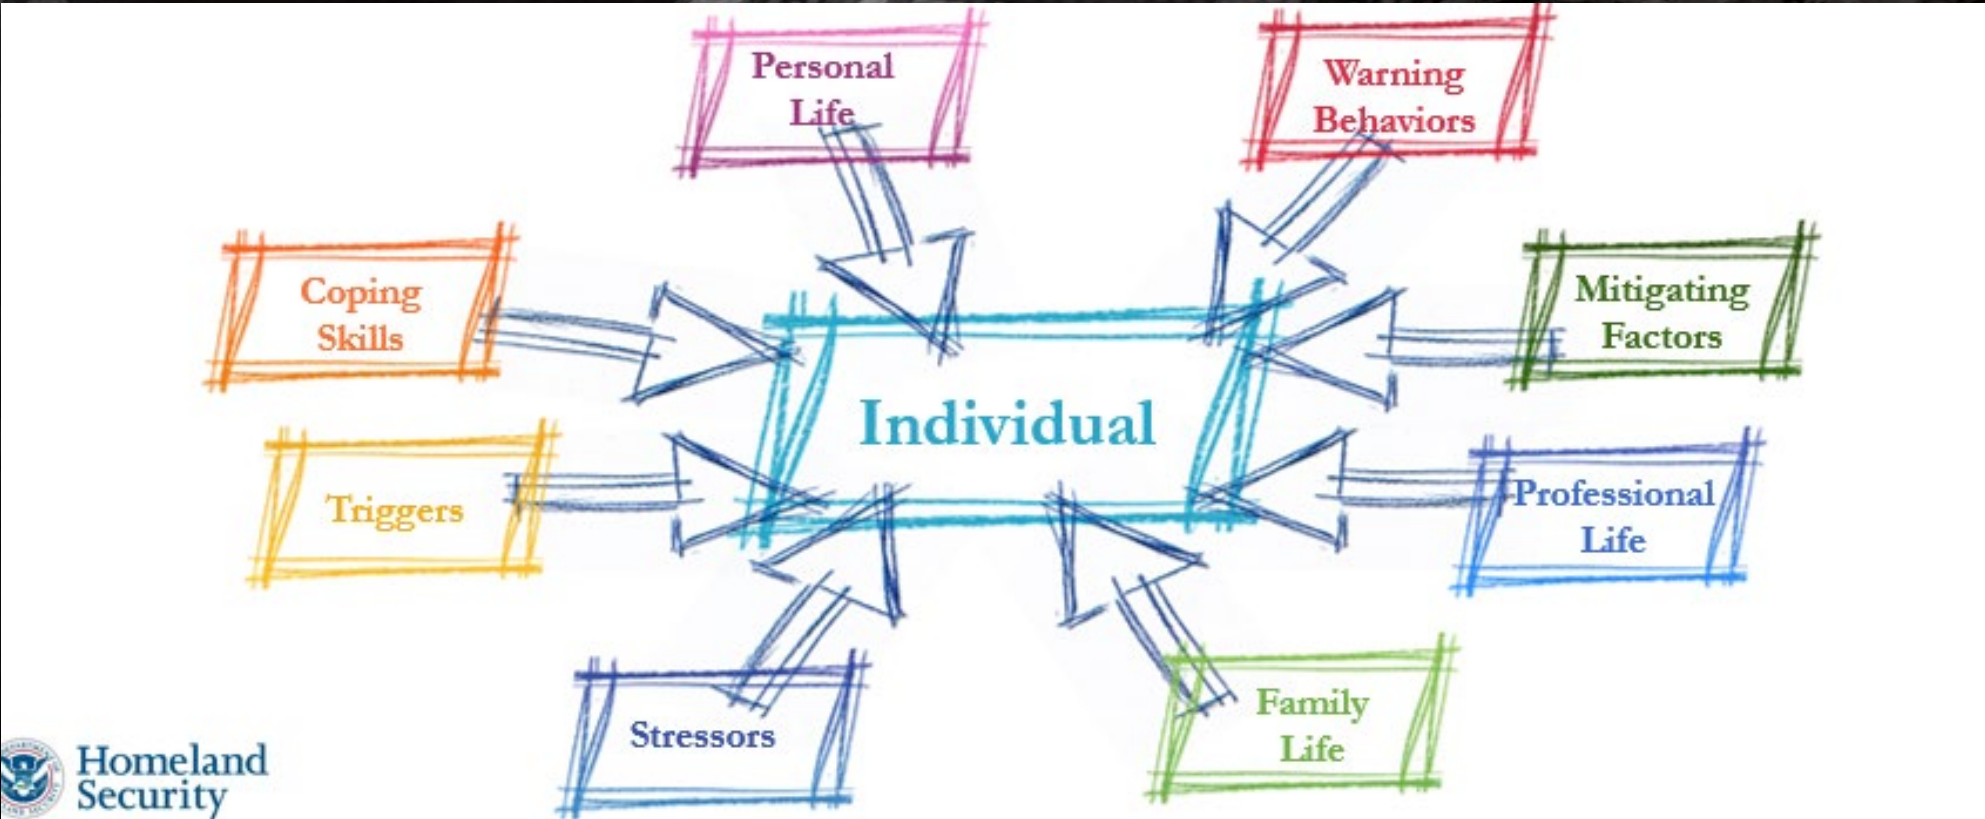 Personal
Life
Warning
Behaviors
Coping
Skills
Mitigating
Factors
Individual
Triggers
Professional
Life
Stressors
Family
Life
Homeland
Security